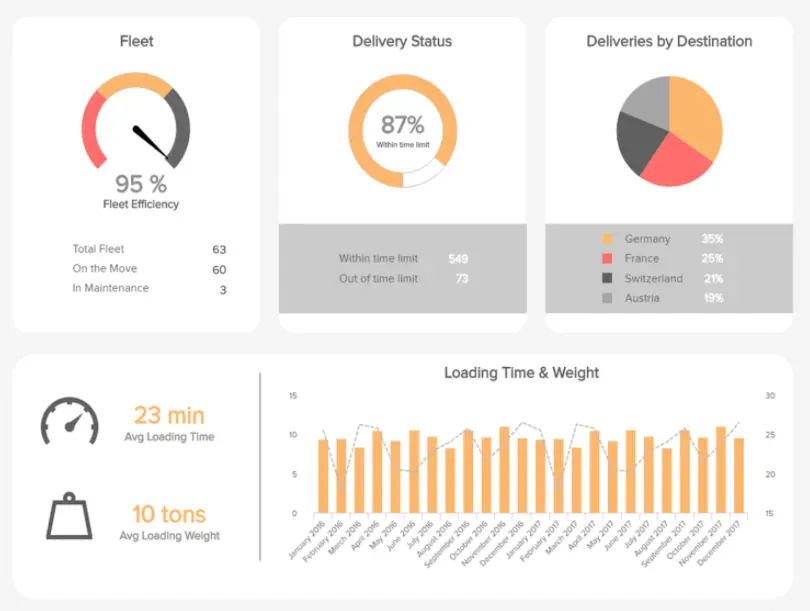 Fleet
95 %
Fleet Efficiency
Total Fleet 63
On the Move 60
In Maintenance 3
Delivery Status
87%
Within time limit
Within time limit 549
Out of time limit 73
Deliveries by Destination
Germany 35%
France 25%
Switzerland 21%
Austria 19%
23 min
Avg Loading Time
10 tons
Avg Loading Weight
Loading Time & Weight
15 30
10 25
5 20
0 15
January 2016
February 2016
March 2016
April 2016
May 2016
June 2016
July 2016
August 2016
September 2016
October 2016
November 2016
December 2016
January 2017
February 2017
March 2017
April 2017
May 2017
June 2017
July 2017
August 2017
September 2017
October 2017
November 2017
December 2017